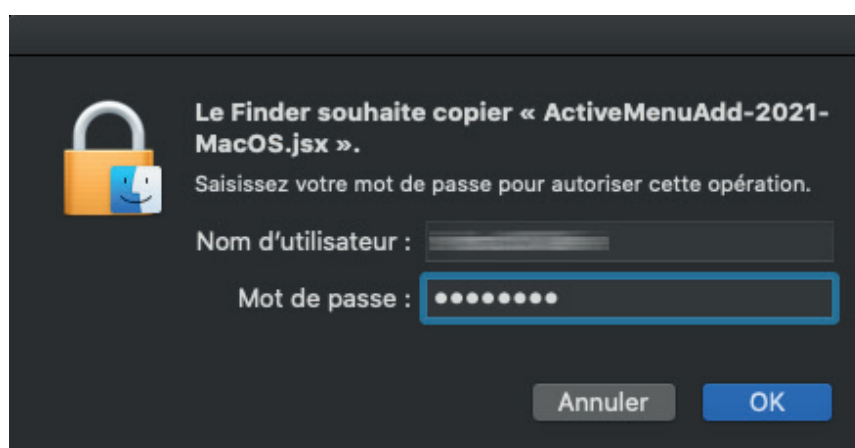 Le Finder souhaite copier « ActiveMenuAdd-2021-
MacOS.jsx ».
Saisissez votre mot de passe pour autoriser cette opération.
Nom d’utilisateur :
Mot de passe : ●●●●●●●●
Annuler OK